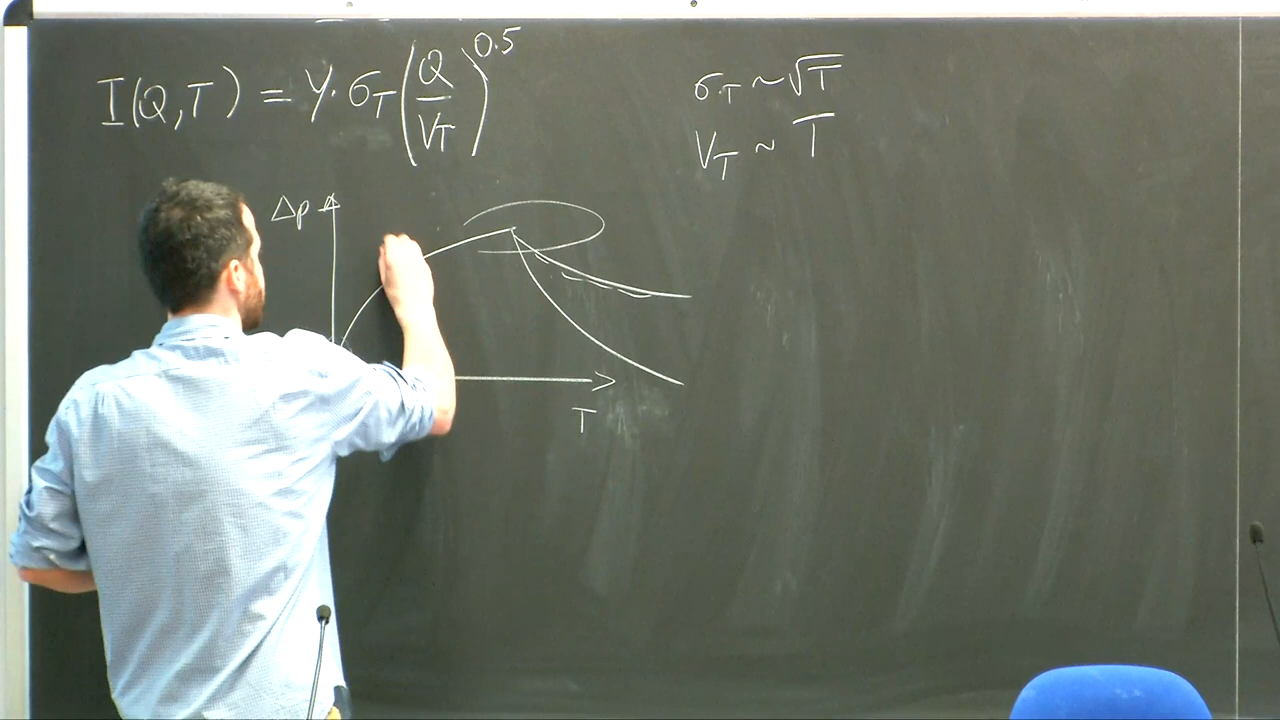 I(Q,T) = Y·σ_T (Q/V_T)^0.5
σ_T ~ √T
V_T ~ T
Δp
T